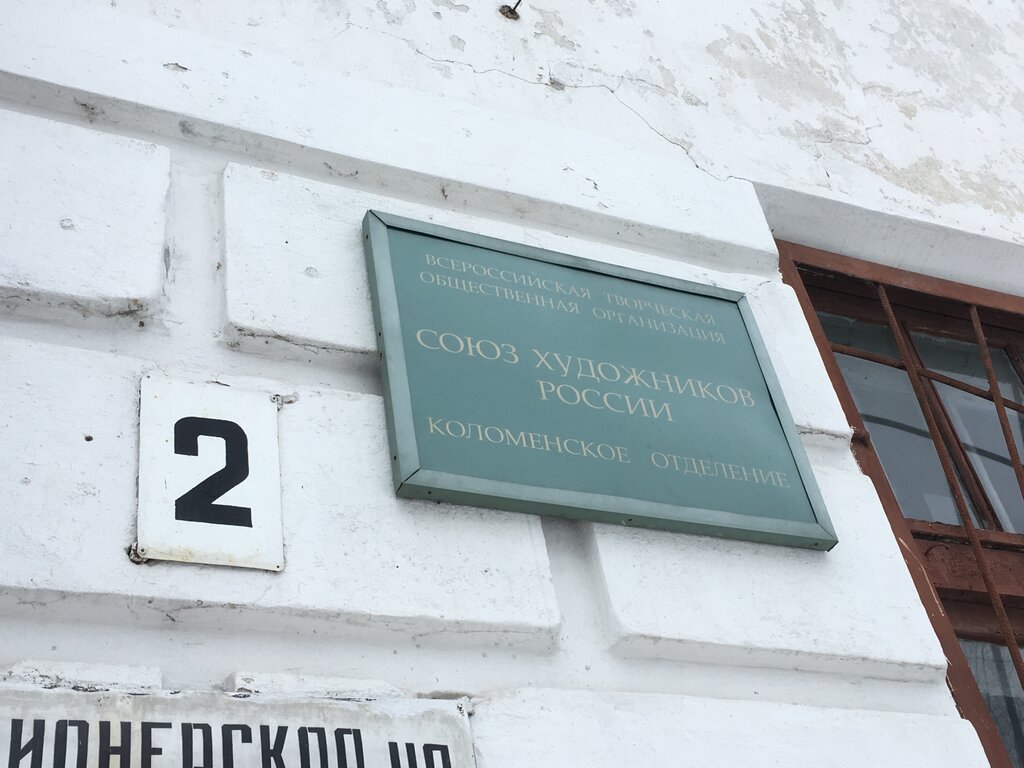 ВСЕРОССИЙСКАЯ ТВОРЧЕСКАЯ
ОБЩЕСТВЕННАЯ ОРГАНИЗАЦИЯ
СОЮЗ ХУДОЖНИКОВ
РОССИИ
КОЛОМЕНСКОЕ ОТДЕЛЕНИЕ
2